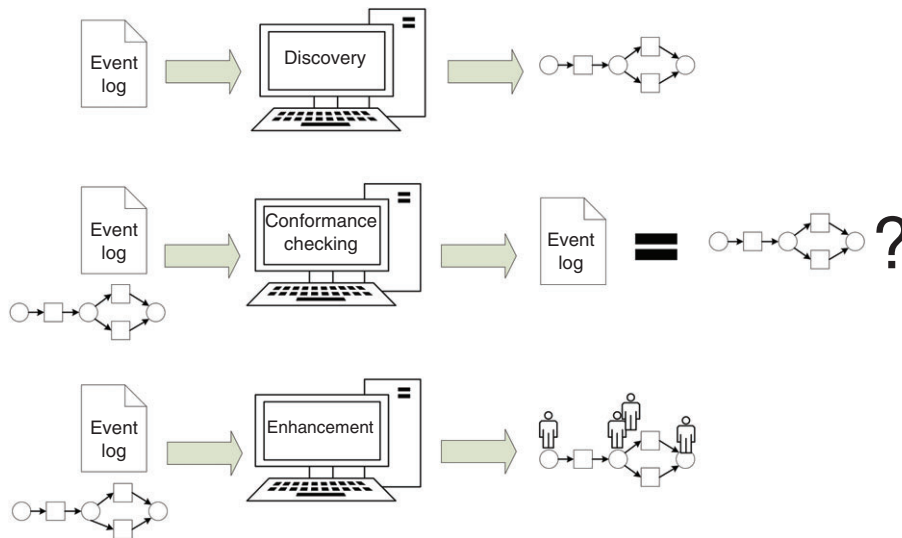 Event
log
Discovery
Event
log
Conformance
checking
Event
log
?
Event
log
Enhancement